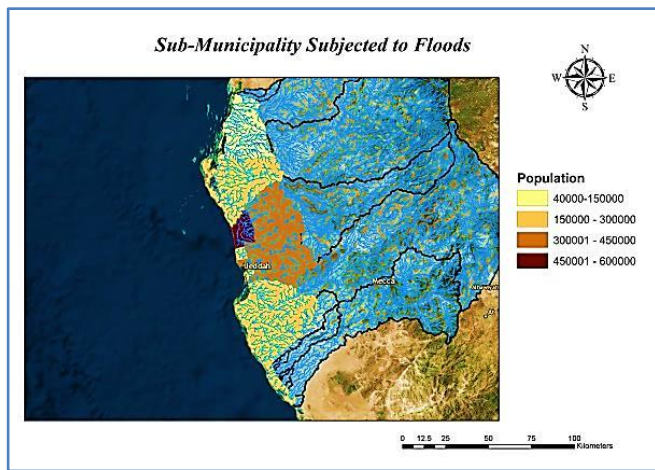 Sub-Municipality Subjected to Floods
N
W E
S
Population
40000-150000
150000 - 300000
300001 - 450000
450001 - 600000
Jeddah
Mecca
0 12.5 25 50 75 100
Kilometers